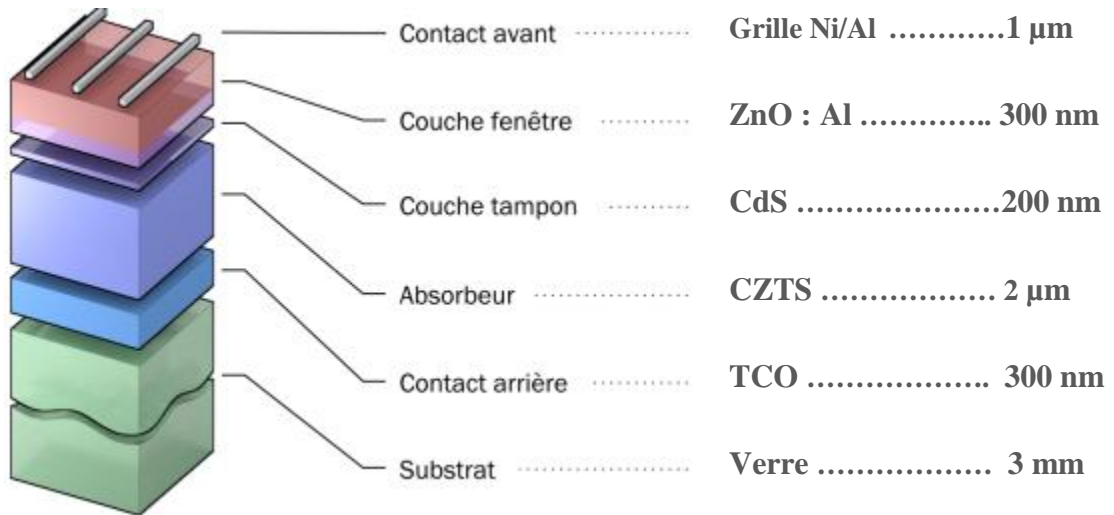 Contact avant ............ Grille Ni/Al …………1 µm
Couche fenêtre ......... ZnO : Al ………….. 300 nm
Couche tampon ........ CdS …………………200 nm
Absorbeur ................. CZTS ……………… 2 µm
Contact arrière .......... TCO …………….. 300 nm
Substrat .................... Verre ……………… 3 mm